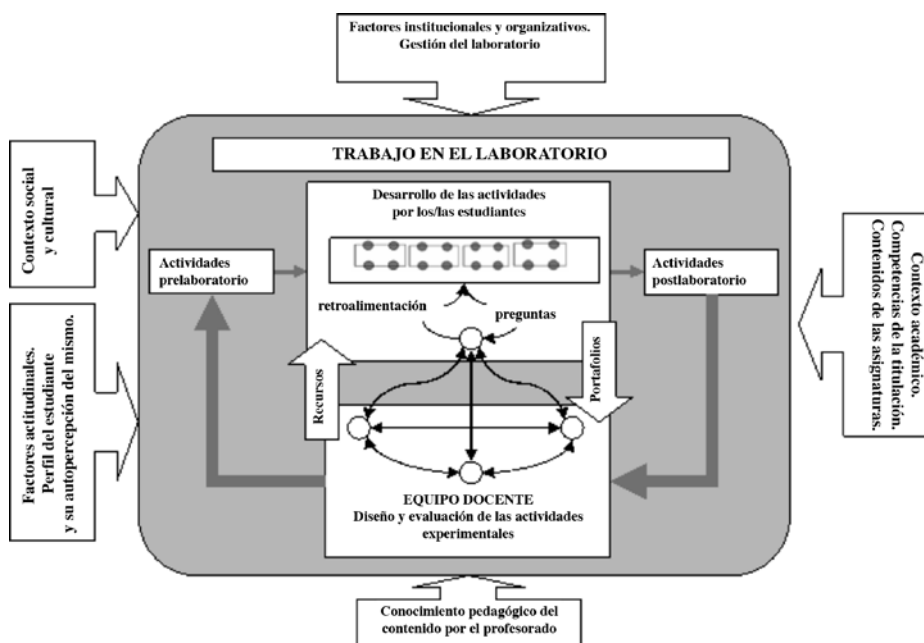 Factores institucionales y organizativos.
Gestión del laboratorio
TRABAJO EN EL LABORATORIO
Contexto social
y cultural
Desarrollo de las actividades
por los/las estudiantes
Actividades
prelaboratorio
Actividades
postlaboratorio
Contexto académico.
Competencias de la titulación.
Contenidos de las asignaturas.
retroalimentación
preguntas
Factores actitudinales.
Perfil del estudiante
y su autopercepción del mismo.
Recursos
Portafolios
EQUIPO DOCENTE
Diseño y evaluación de las actividades
experimentales
Conocimiento pedagógico del
contenido por el profesorado